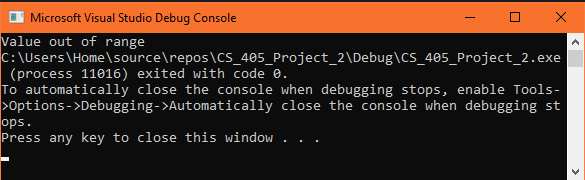 Microsoft Visual Studio Debug Console
Value out of range
C:\Users\Home\source\repos\CS_405_Project_2\Debug\CS_405_Project_2.exe
 (process 11016) exited with code 0.
To automatically close the console when debugging stops, enable Tools-
>Options->Debugging->Automatically close the console when debugging st
ops.
Press any key to close this window . . .